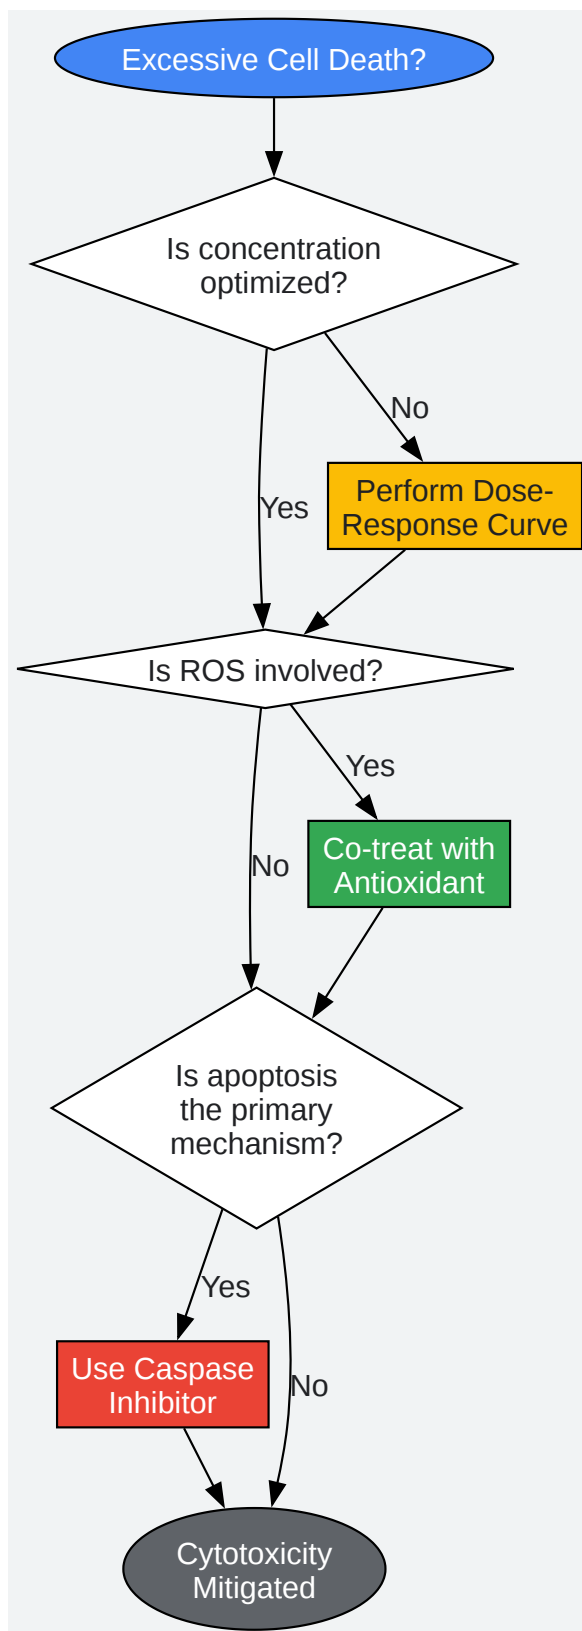 Excessive Cell Death?
Is concentration
optimized?
No
Perform Dose-
Response Curve
Yes
Is ROS involved?
Yes
Co-treat with
Antioxidant
No
Is apoptosis
the primary
mechanism?
Yes
Use Caspase
Inhibitor
No
Cytotoxicity
Mitigated